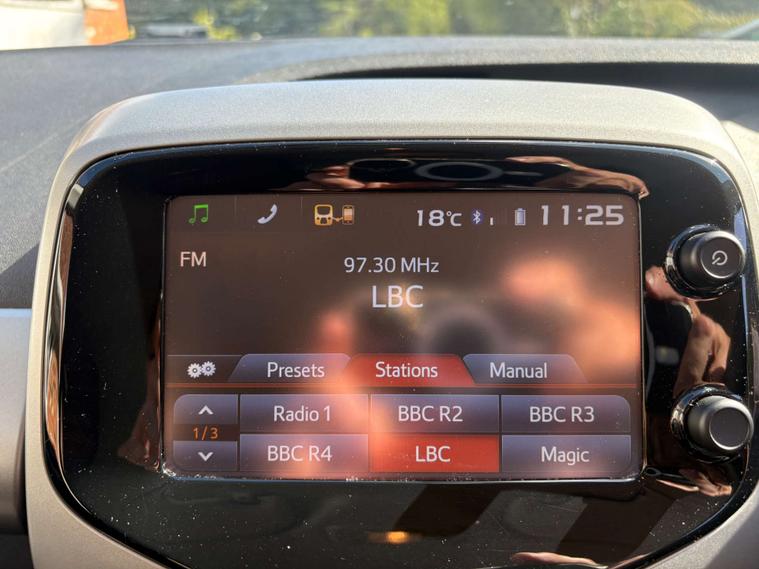 18°C 11:25
FM
97.30 MHz
LBC
Presets Stations Manual
Radio 1 BBC R2 BBC R3
1/3
BBC R4 LBC Magic